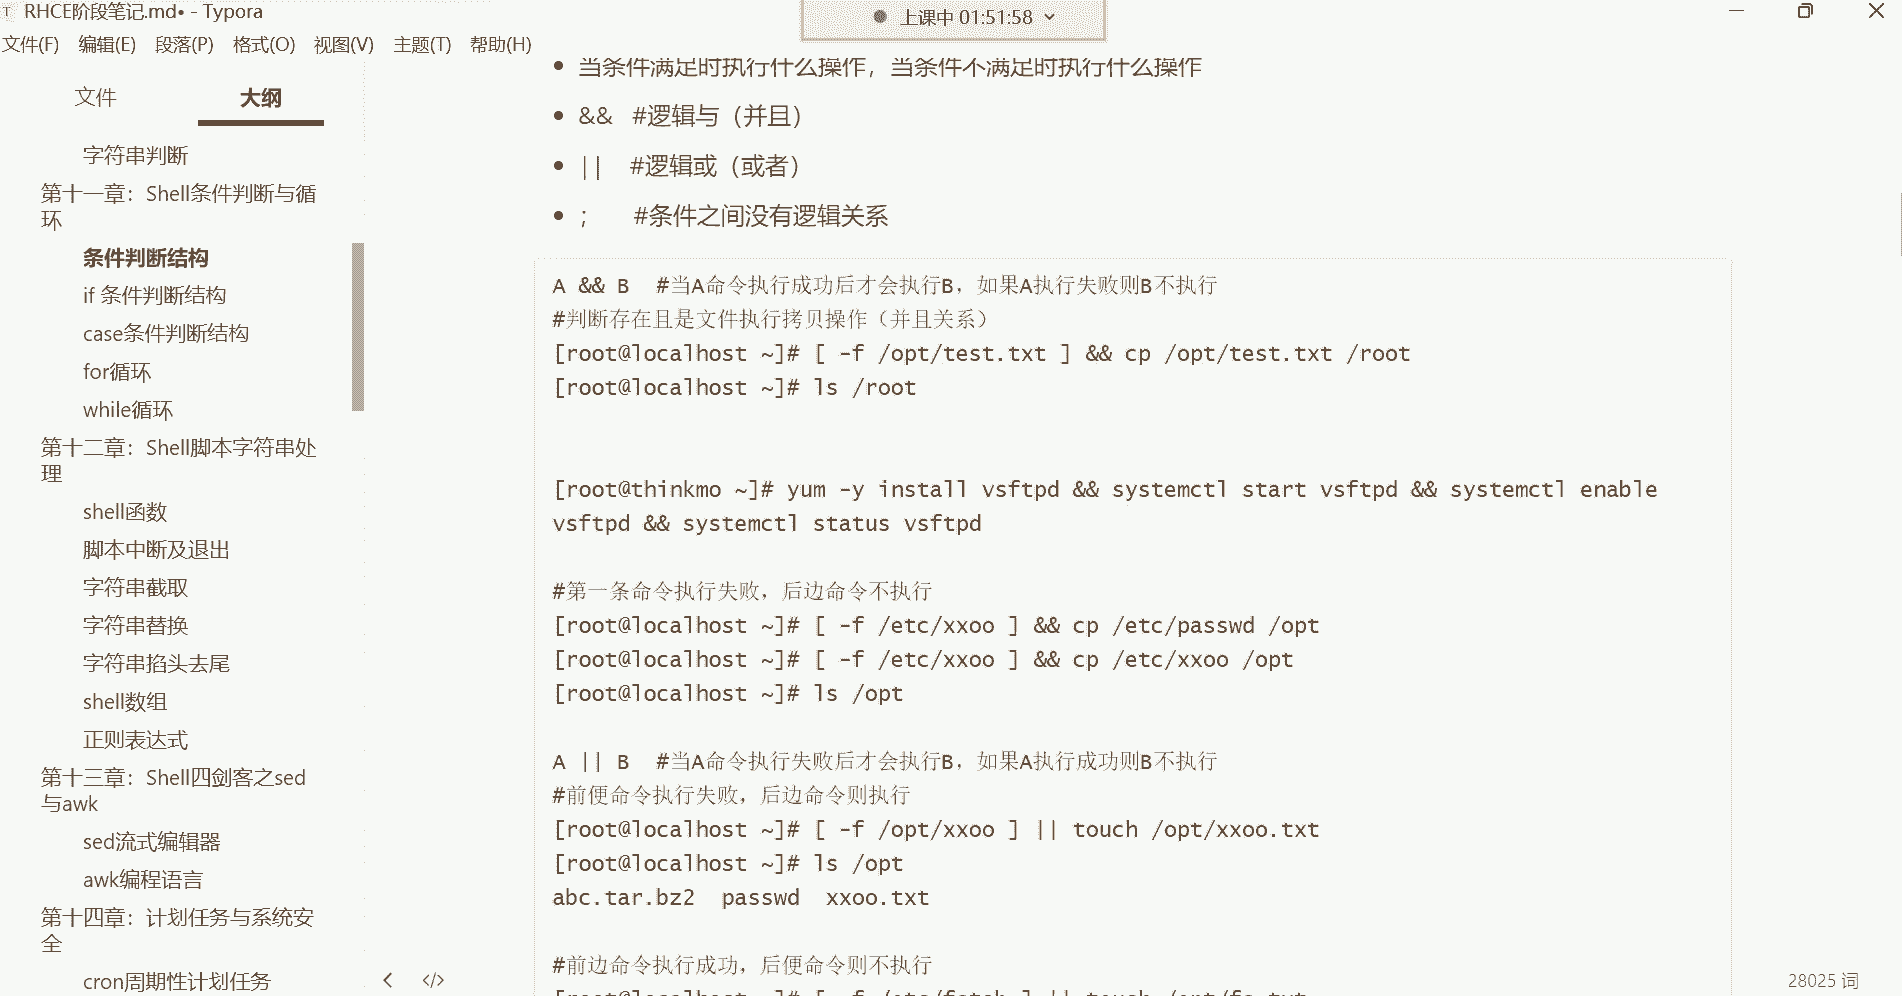 RHCE阶段笔记.md• - Typora
上课中 01:51:58
文件(F) 编辑(E) 段落(P) 格式(O) 视图(V) 主题(T) 帮助(H)
文件 大纲
字符串判断
第十一章：Shell条件判断与循
环
条件判断结构
if 条件判断结构
case条件判断结构
for循环
while循环
第十二章：Shell脚本字符串处
理
shell函数
脚本中断及退出
字符串截取
字符串替换
字符串掐头去尾
shell数组
正则表达式
第十三章：Shell四剑客之sed
与awk
sed流式编辑器
awk编程语言
第十四章：计划任务与系统安
全
cron周期性计划任务
当条件满足时执行什么操作，当条件不满足时执行什么操作
&& #逻辑与（并且）
|| #逻辑或（或者）
; #条件之间没有逻辑关系
A && B #当A命令执行成功后才会执行B，如果A执行失败则B不执行
#判断存在且是文件执行拷贝操作（并且关系）
[root@localhost ~]# [ -f /opt/test.txt ] && cp /opt/test.txt /root
[root@localhost ~]# ls /root
[root@thinkmo ~]# yum -y install vsftpd && systemctl start vsftpd && systemctl enable
vsftpd && systemctl status vsftpd
#第一条命令执行失败，后边命令不执行
[root@localhost ~]# [ -f /etc/xxoo ] && cp /etc/passwd /opt
[root@localhost ~]# [ -f /etc/xxoo ] && cp /etc/xxoo /opt
[root@localhost ~]# ls /opt
A || B #当A命令执行失败后才会执行B，如果A执行成功则B不执行
#前便命令执行失败，后边命令则执行
[root@localhost ~]# [ -f /opt/xxoo ] || touch /opt/xxoo.txt
[root@localhost ~]# ls /opt
abc.tar.bz2 passwd xxoo.txt
#前边命令执行成功，后便命令则不执行
28025 词